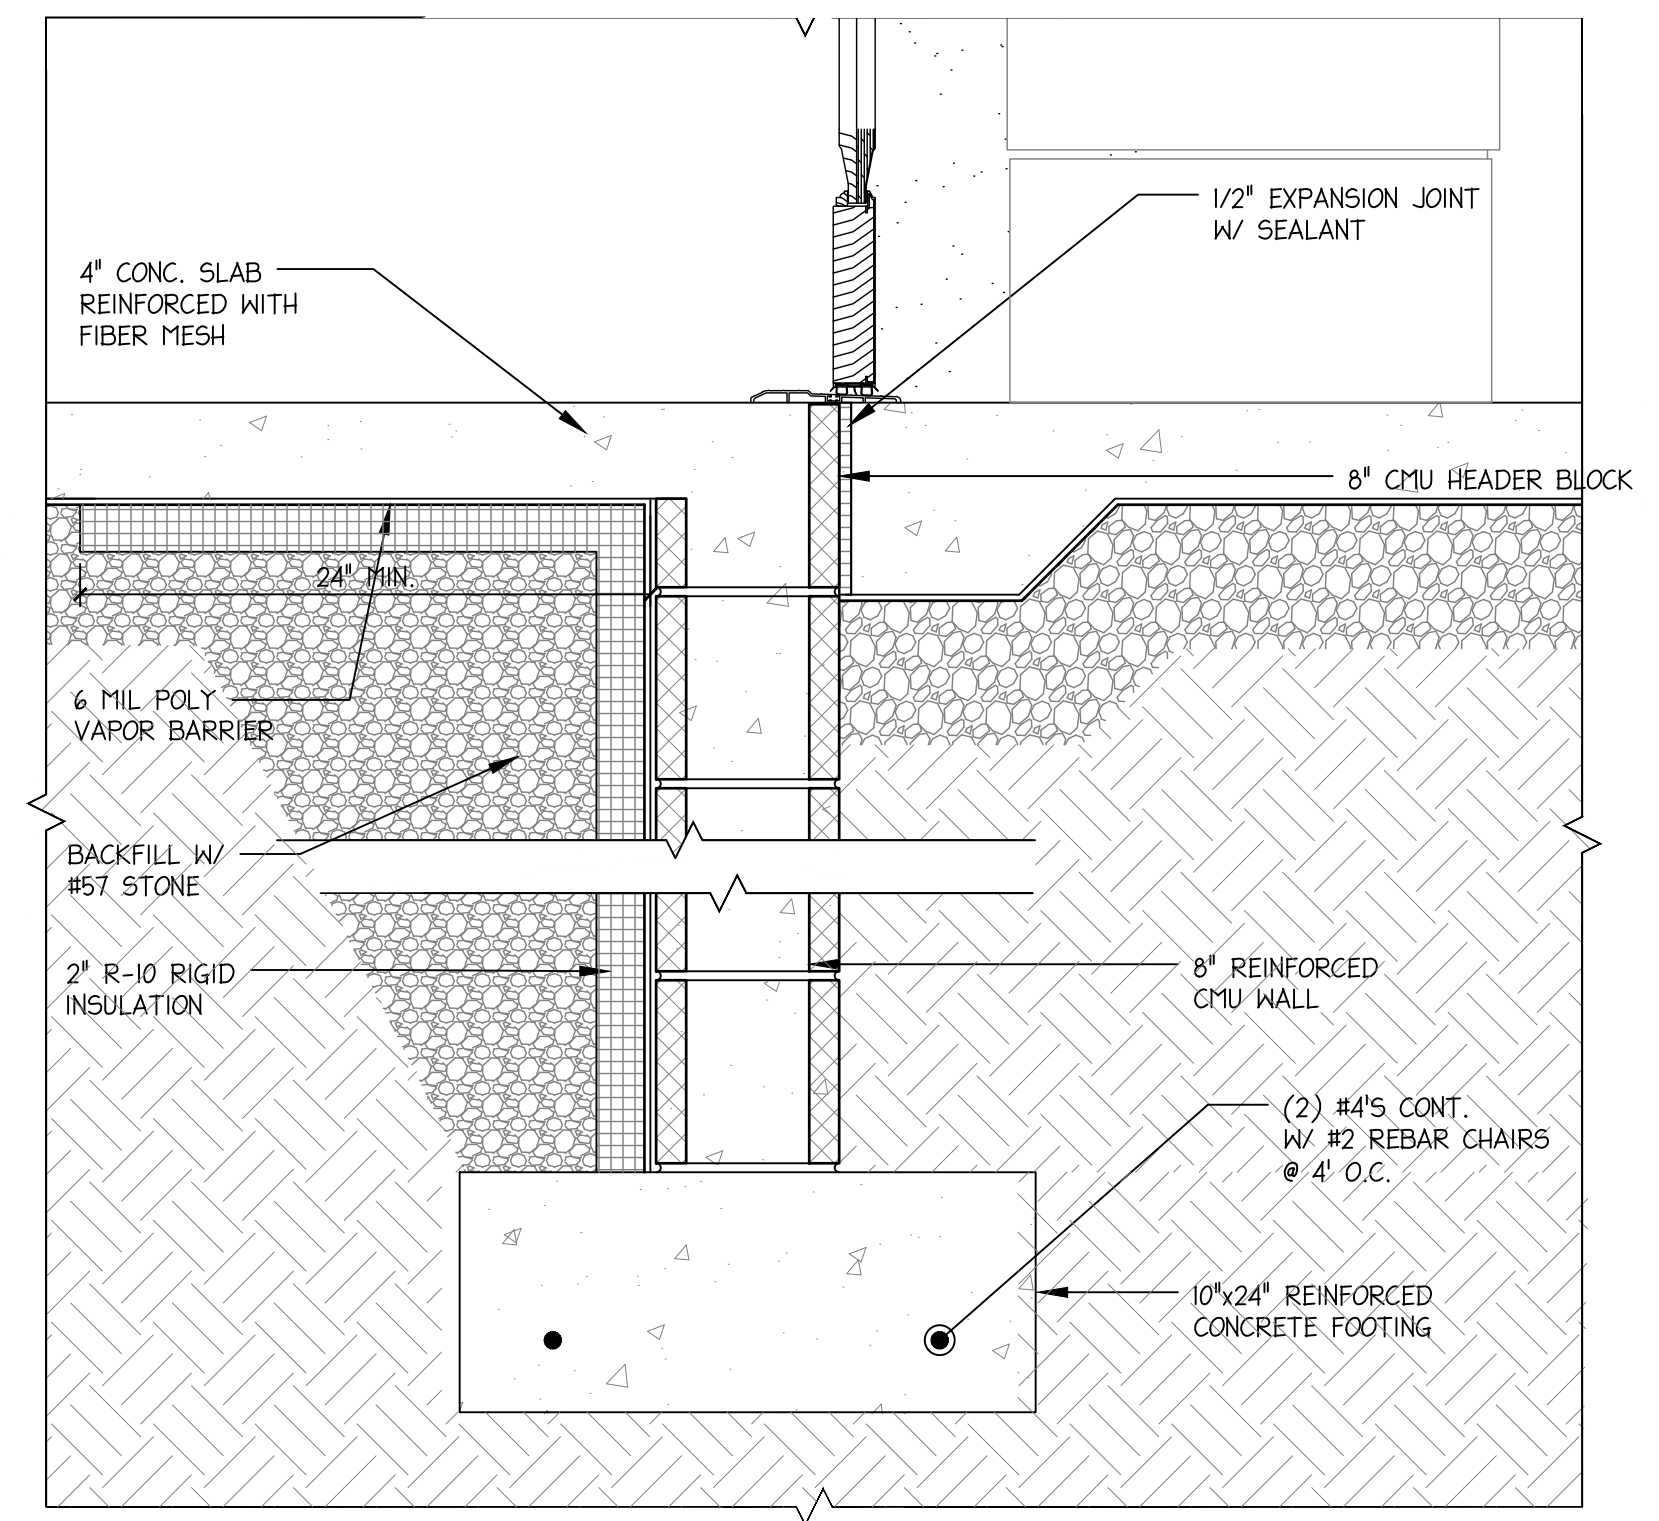 1/2" EXPANSION JOINT
W/ SEALANT
4" CONC. SLAB
REINFORCED WITH
FIBER MESH
8" CMU HEADER BLOCK
24" MIN.
6 MIL POLY
VAPOR BARRIER
BACKFILL W/
#57 STONE
2" R-10 RIGID
INSULATION
8" REINFORCED
CMU WALL
(2) #4'S CONT.
W/ #2 REBAR CHAIRS
@ 4' O.C.
10"x24" REINFORCED
CONCRETE FOOTING